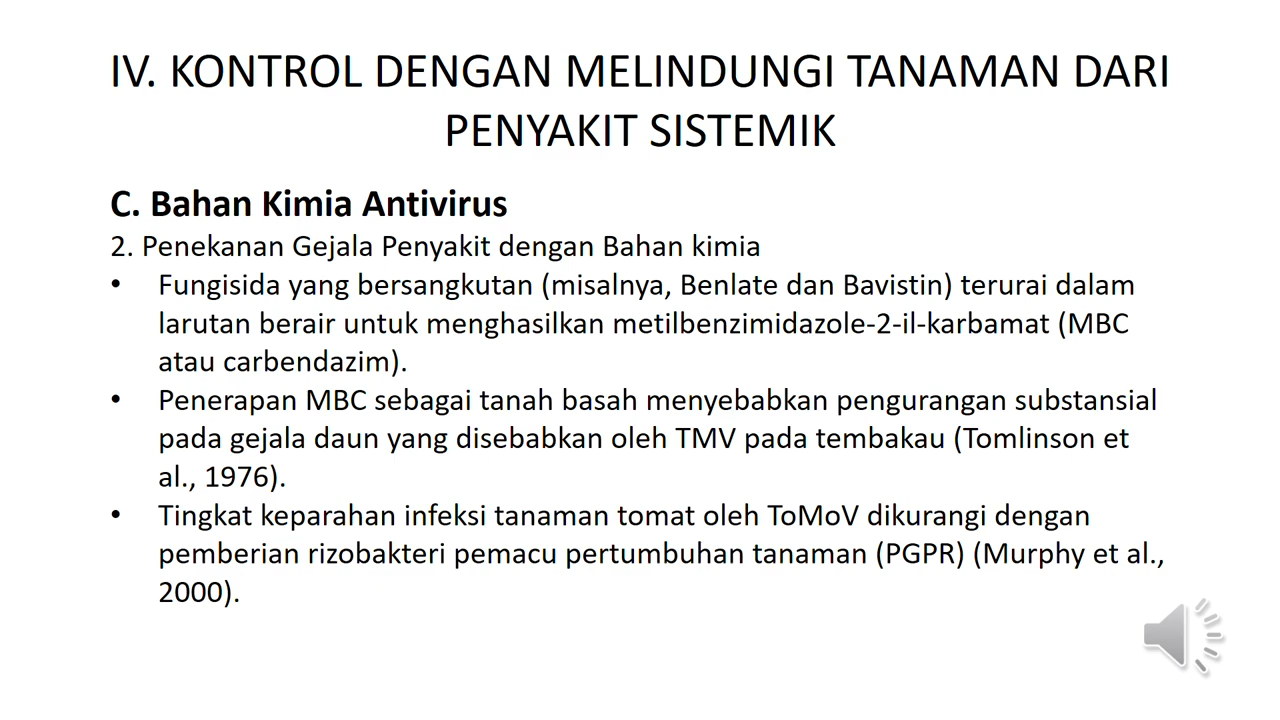 IV. KONTROL DENGAN MELINDUNGI TANAMAN DARI
PENYAKIT SISTEMIK
C. Bahan Kimia Antivirus
2. Penekanan Gejala Penyakit dengan Bahan kimia
• Fungisida yang bersangkutan (misalnya, Benlate dan Bavistin) terurai dalam
larutan berair untuk menghasilkan metilbenzimidazole-2-il-karbamat (MBC
atau carbendazim).
• Penerapan MBC sebagai tanah basah menyebabkan pengurangan substansial
pada gejala daun yang disebabkan oleh TMV pada tembakau (Tomlinson et
al., 1976).
• Tingkat keparahan infeksi tanaman tomat oleh ToMoV dikurangi dengan
pemberian rizobakteri pemacu pertumbuhan tanaman (PGPR) (Murphy et al.,
2000).